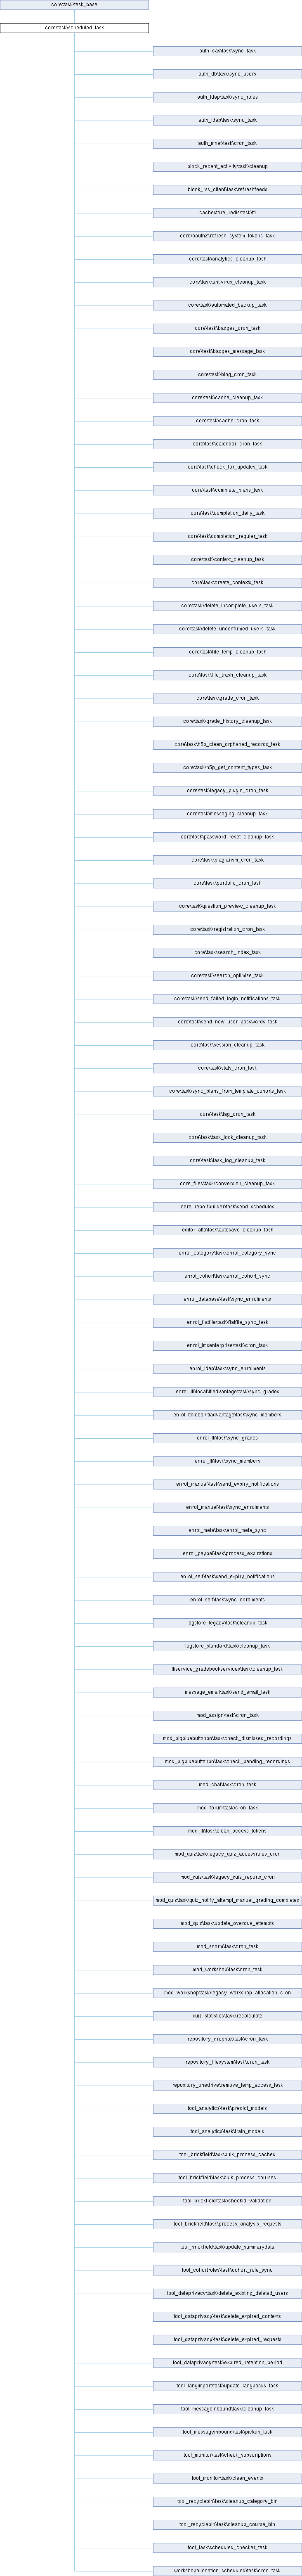 core\task\task_base
core\task\scheduled_task
auth_cas\task\sync_task
auth_db\task\sync_users
auth_ldap\task\sync_roles
auth_ldap\task\sync_task
auth_mnet\task\cron_task
block_recent_activity\task\cleanup
block_rss_client\task\refreshfeeds
cachestore_redis\task\ttl
core\oauth2\refresh_system_tokens_task
core\task\analytics_cleanup_task
core\task\antivirus_cleanup_task
core\task\automated_backup_task
core\task\badges_cron_task
core\task\badges_message_task
core\task\blog_cron_task
core\task\cache_cleanup_task
core\task\cache_cron_task
core\task\calendar_cron_task
core\task\check_for_updates_task
core\task\complete_plans_task
core\task\completion_daily_task
core\task\completion_regular_task
core\task\context_cleanup_task
core\task\create_contexts_task
core\task\delete_incomplete_users_task
core\task\delete_unconfirmed_users_task
core\task\file_temp_cleanup_task
core\task\file_trash_cleanup_task
core\task\grade_cron_task
core\task\grade_history_cleanup_task
core\task\h5p_clean_orphaned_records_task
core\task\h5p_get_content_types_task
core\task\legacy_plugin_cron_task
core\task\messaging_cleanup_task
core\task\password_reset_cleanup_task
core\task\plagiarism_cron_task
core\task\portfolio_cron_task
core\task\question_preview_cleanup_task
core\task\registration_cron_task
core\task\search_index_task
core\task\search_optimize_task
core\task\send_failed_login_notifications_task
core\task\send_new_user_passwords_task
core\task\session_cleanup_task
core\task\stats_cron_task
core\task\sync_plans_from_template_cohorts_task
core\task\tag_cron_task
core\task\task_lock_cleanup_task
core\task\task_log_cleanup_task
core_files\task\conversion_cleanup_task
core_reportbuilder\task\send_schedules
editor_atto\task\autosave_cleanup_task
enrol_category\task\enrol_category_sync
enrol_cohort\task\enrol_cohort_sync
enrol_database\task\sync_enrolments
enrol_flatfile\task\flatfile_sync_task
enrol_imsenterprise\task\cron_task
enrol_ldap\task\sync_enrolments
enrol_lti\local\ltiadvantage\task\sync_grades
enrol_lti\local\ltiadvantage\task\sync_members
enrol_lti\task\sync_grades
enrol_lti\task\sync_members
enrol_manual\task\send_expiry_notifications
enrol_manual\task\sync_enrolments
enrol_meta\task\enrol_meta_sync
enrol_paypal\task\process_expirations
enrol_self\task\send_expiry_notifications
enrol_self\task\sync_enrolments
logstore_legacy\task\cleanup_task
logstore_standard\task\cleanup_task
ltiservice_gradebookservices\task\cleanup_task
message_email\task\send_email_task
mod_assign\task\cron_task
mod_bigbluebuttonbn\task\check_dismissed_recordings
mod_bigbluebuttonbn\task\check_pending_recordings
mod_chat\task\cron_task
mod_forum\task\cron_task
mod_lti\task\clean_access_tokens
mod_quiz\task\legacy_quiz_accessrules_cron
mod_quiz\task\legacy_quiz_reports_cron
mod_quiz\task\quiz_notify_attempt_manual_grading_completed
mod_quiz\task\update_overdue_attempts
mod_scorm\task\cron_task
mod_workshop\task\cron_task
mod_workshop\task\legacy_workshop_allocation_cron
quiz_statistics\task\recalculate
repository_dropbox\task\cron_task
repository_filesystem\task\cron_task
repository_onedrive\remove_temp_access_task
tool_analytics\task\predict_models
tool_analytics\task\train_models
tool_brickfield\task\bulk_process_caches
tool_brickfield\task\bulk_process_courses
tool_brickfield\task\checkid_validation
tool_brickfield\task\process_analysis_requests
tool_brickfield\task\update_summarydata
tool_cohortroles\task\cohort_role_sync
tool_dataprivacy\task\delete_existing_deleted_users
tool_dataprivacy\task\delete_expired_contexts
tool_dataprivacy\task\delete_expired_requests
tool_dataprivacy\task\expired_retention_period
tool_langimport\task\update_langpacks_task
tool_messageinbound\task\cleanup_task
tool_messageinbound\task\pickup_task
tool_monitor\task\check_subscriptions
tool_monitor\task\clean_events
tool_recyclebin\task\cleanup_category_bin
tool_recyclebin\task\cleanup_course_bin
tool_task\scheduled_checker_task
workshopallocation_scheduled\task\cron_task